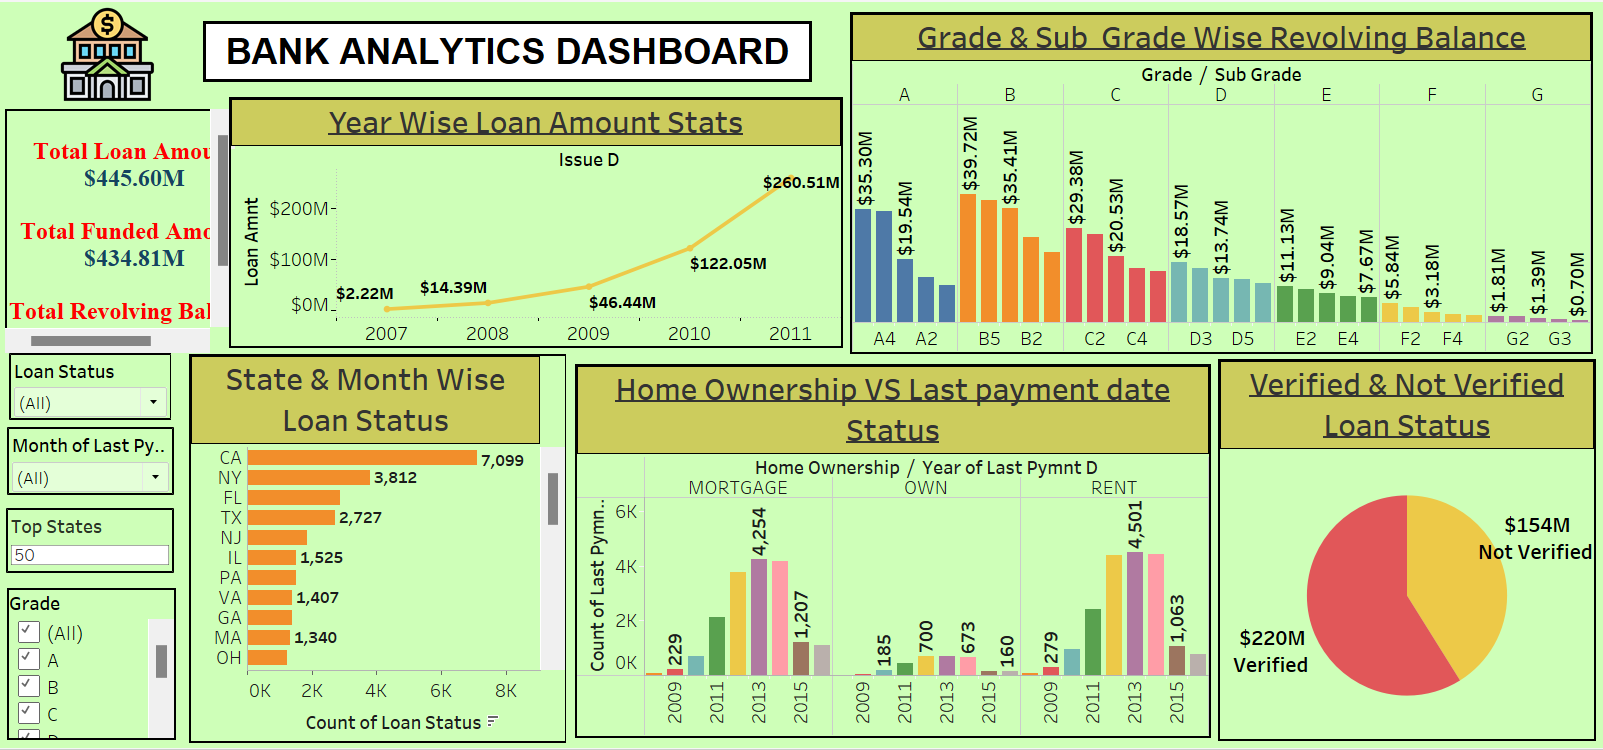 $
BANK ANALYTICS DASHBOARD
Total Loan Amou
$445.60M
Total Funded Amo
$434.81M
Total Revolving Bal
Year Wise Loan Amount Stats
Issue D
Loan Amnt
$200M
$100M
$0M
$2.22M
$14.39M
$46.44M
$122.05M
$260.51M
2007 2008 2009 2010 2011
Grade & Sub Grade Wise Revolving Balance
Grade / Sub Grade
A B C D E F G
$35.30M $19.54M $39.72M $35.41M $29.38M $20.53M $18.57M $13.74M $11.13M $9.04M $7.67M $5.84M $3.18M $1.81M $1.39M $0.70M
A4 A2 B5 B2 C2 C4 D3 D5 E2 E4 F2 F4 G2 G3
Loan Status
(All)
Month of Last Py..
(All)
Top States
50
Grade
(All)
A
B
C
State & Month Wise
Loan Status
CA 7,099
NY 3,812
FL
TX 2,727
NJ
IL 1,525
PA
VA 1,407
GA
MA 1,340
OH
0K 2K 4K 6K 8K
Count of Loan Status
Home Ownership VS Last payment date
Status
Home Ownership / Year of Last Pymnt D
MORTGAGE OWN RENT
Count of Last Pymn..
6K
4K
2K
0K
229 4,254 1,207 185 700 673 160 279 4,501 1,063
2009 2011 2013 2015 2009 2011 2013 2015 2009 2011 2013 2015
Verified & Not Verified
Loan Status
$154M
Not Verified
$220M
Verified